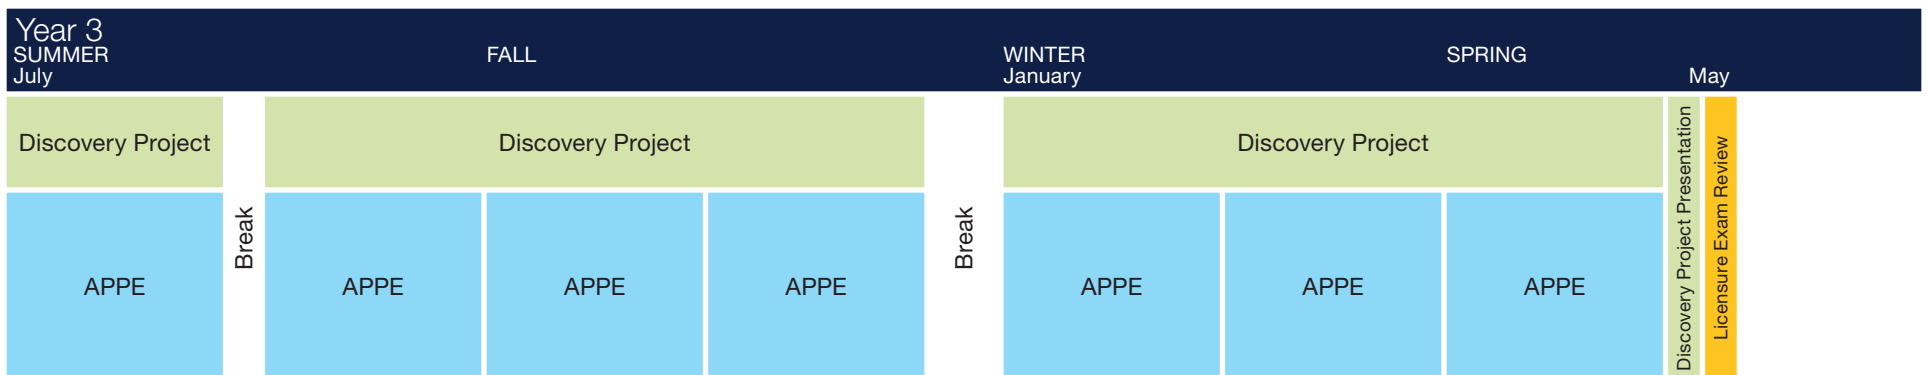 Year 3
SUMMER
FALL
WINTER
SPRING
July
January
May
Discovery Project
Discovery Project
Discovery Project
APPE
Break
APPE
APPE
APPE
Break
APPE
APPE
APPE
Discovery Project Presentation
Licensure Exam Review